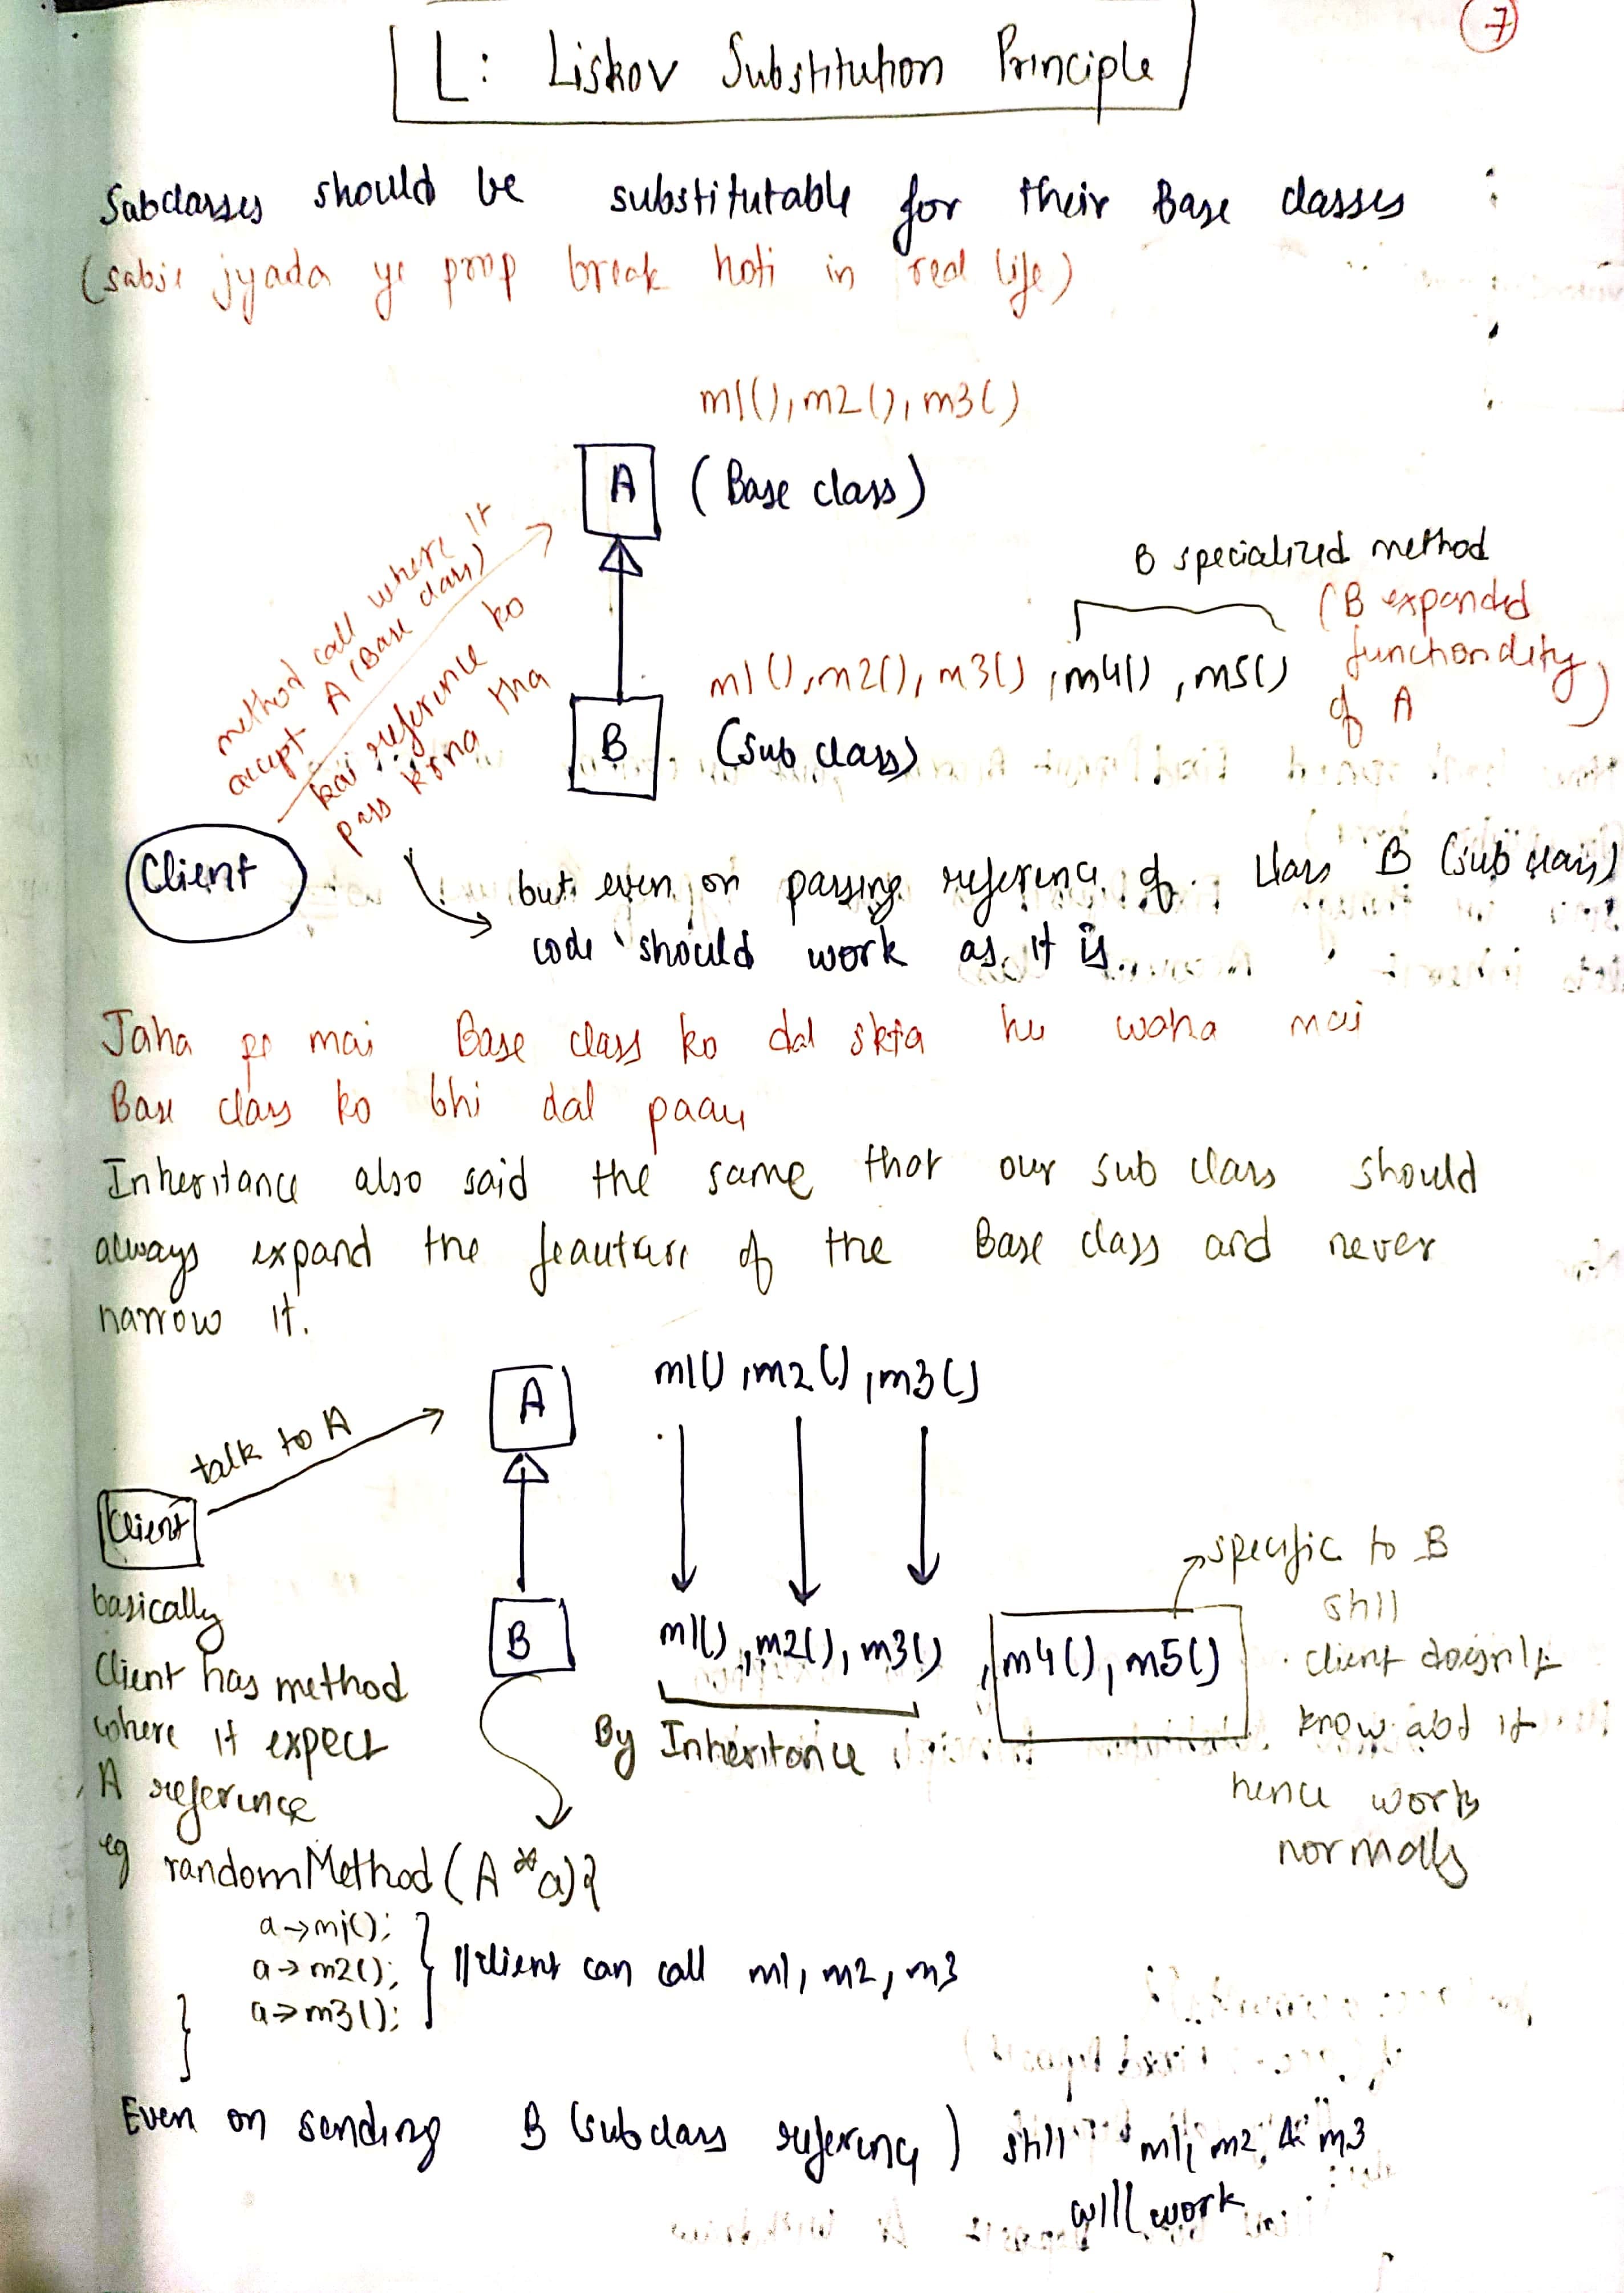 7
L: Liskov Substitution Principle
Subclasses should be substitutable for their Base classes
(sabse jyada ye prop break hoti in real life)
m1(), m2(), m3()
A (Base class)
method call where it
accept A (Base class)
kai reference ko
pass krna tha
B specialized method
(B expanded
functionality
of A)
m1(), m2(), m3(), m4(), m5()
B (sub class)
Client
but even on passing reference of class B (sub class)
code should work as it is.
Jaha pr mai Base class ko dal skta hu waha mai
Base class ko bhi dal paau
Inheritance also said the same that our sub class should
always expand the feauture of the Base class and never
narrow it.
A m1(), m2(), m3()
talk to A
Client
specific to B
still
client doesn't
know abt it
hence works
normally
B m1(), m2(), m3(), m4(), m5()
By Inheritance
basically
Client has method
where it expect
A reference
eg randomMethod(A *a){
a->m1();
a->m2(); } //client can call m1, m2, m3
a->m3();
}
Even on sending B (subclass reference) still m1, m2 & m3
will work